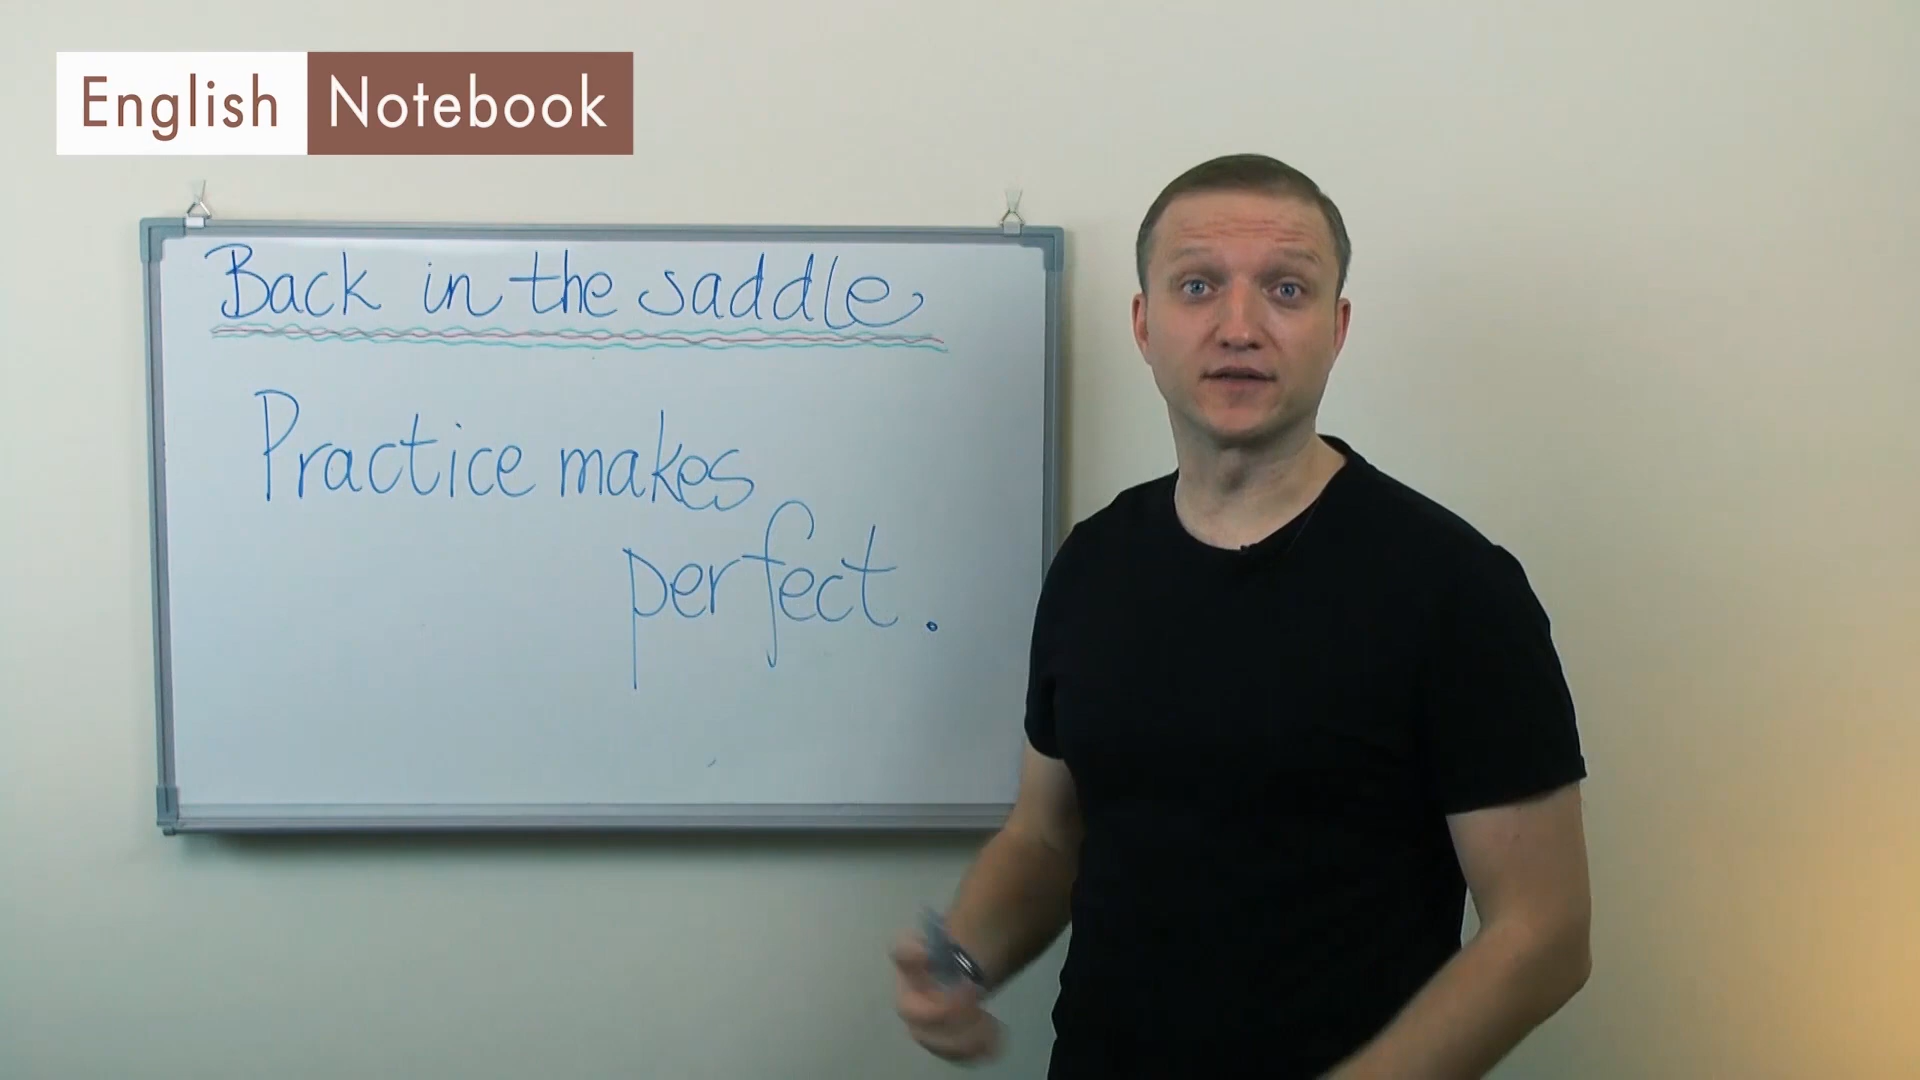 English Notebook
Back in the saddle
Practice makes
perfect.